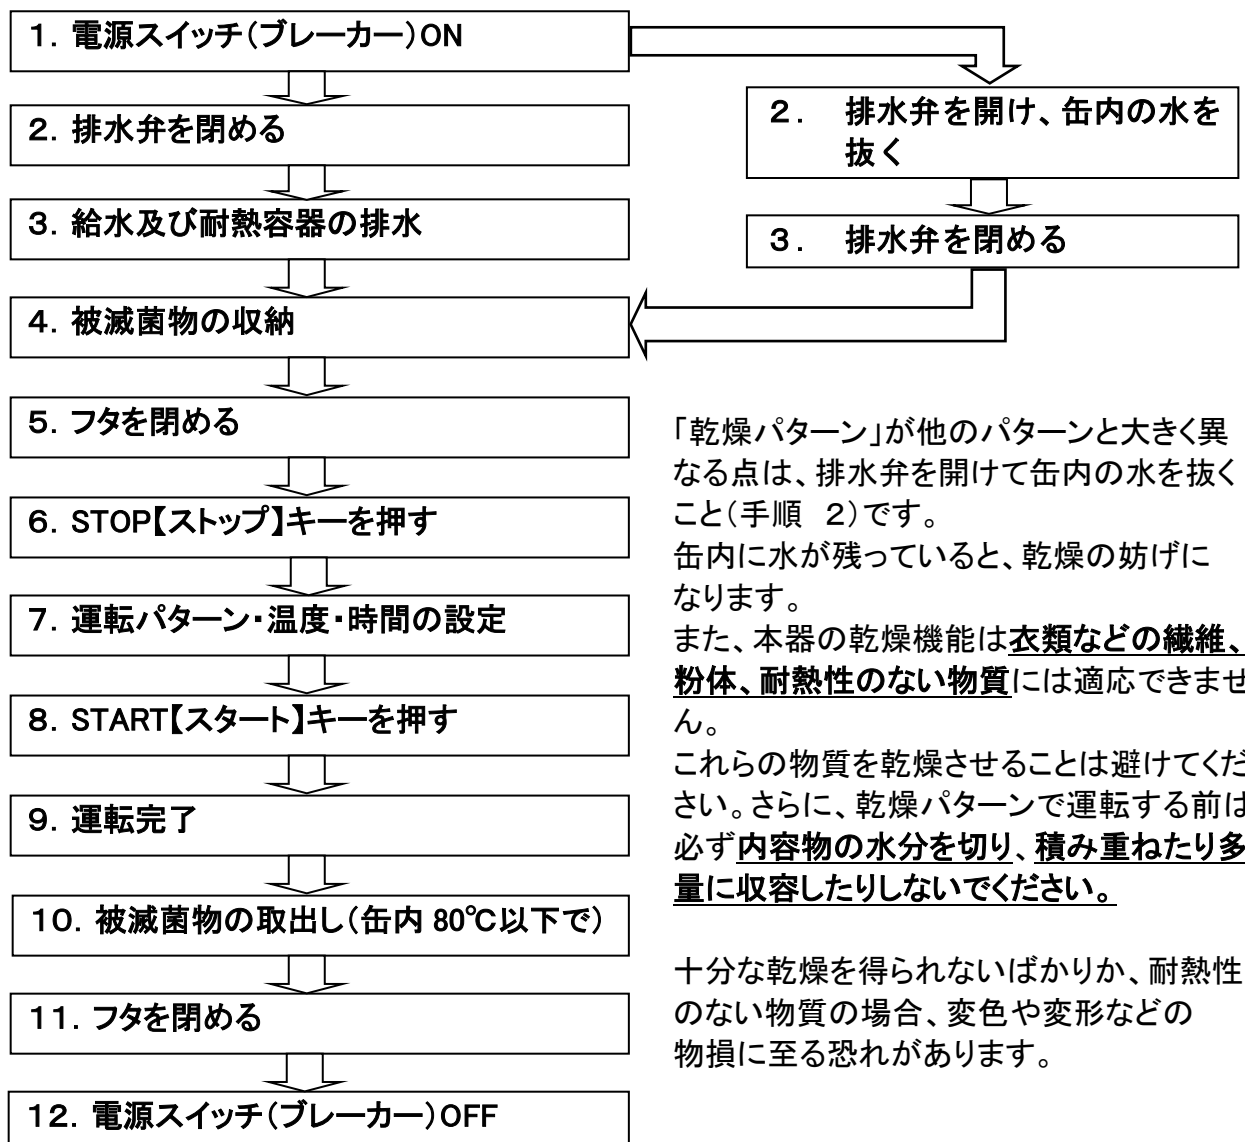 1. 電源スイッチ(ブレーカー)ON
2. 排水弁を閉める
3. 給水及び耐熱容器の排水
4. 被滅菌物の収納
5. フタを閉める
6. STOP【ストップ】キーを押す
7. 運転パターン・温度・時間の設定
8. START【スタート】キーを押す
9. 運転完了
10. 被滅菌物の取出し(缶内 80℃以下で)
11. フタを閉める
12. 電源スイッチ(ブレーカー)OFF
2. 排水弁を開け、缶内の水を
抜く
3. 排水弁を閉める
「乾燥パターン」が他のパターンと大きく異
なる点は、排水弁を開けて缶内の水を抜く
こと(手順 2)です。
缶内に水が残っていると、乾燥の妨げに
なります。
また、本器の乾燥機能は衣類などの繊維、
粉体、耐熱性のない物質には適応できませ
ん。
これらの物質を乾燥させることは避けてくだ
さい。さらに、乾燥パターンで運転する前は
必ず内容物の水分を切り、積み重ねたり多
量に収容したりしないでください。
十分な乾燥を得られないばかりか、耐熱性
のない物質の場合、変色や変形などの
物損に至る恐れがあります。